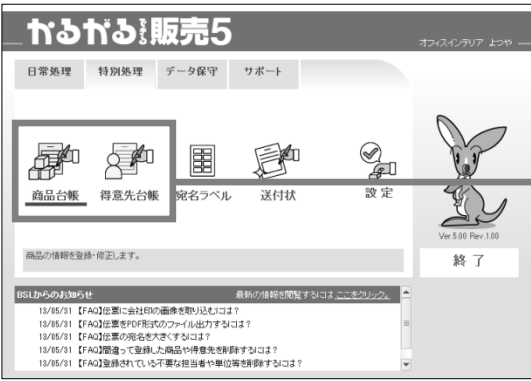 かるがるできる販売5
オフィスインテリア よつや
日常処理 特別処理 データ保守 サポート
商品台帳 得意先台帳 宛名ラベル 送付状 設定
Ver.5.00 Rev.1.00
商品の情報を登録・修正します。
終了
BSLからのお知らせ 最新の情報を閲覧するには、ここをクリック。
13/05/31 【FAQ】伝票に会社印の画像を取り込むには?
13/05/31 【FAQ】伝票をPDF形式のファイル出力するには?
13/05/31 【FAQ】伝票の宛名を大きくするには?
13/05/31 【FAQ】間違って登録した商品や得意先を削除するには?
13/05/31 【FAQ】登録されている不要な担当者や単位等を削除するには?